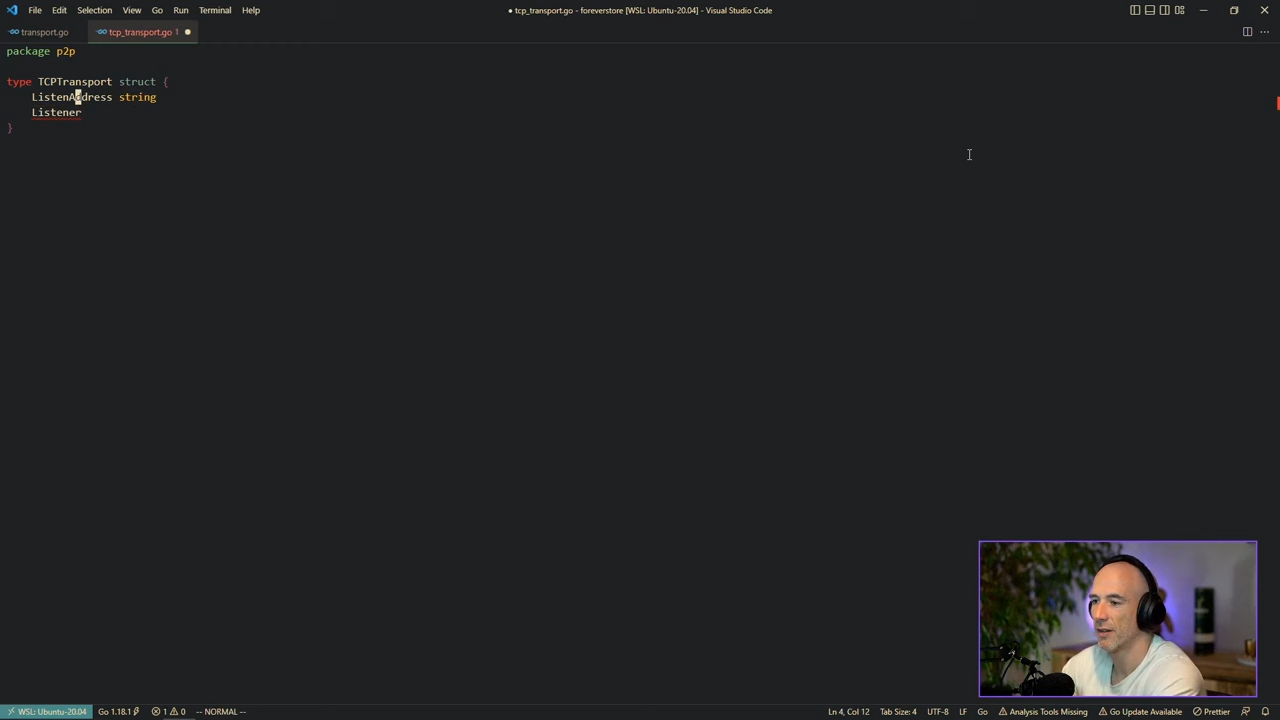 File Edit Selection View Go Run Terminal Help
● tcp_transport.go - foreverstore [WSL: Ubuntu-20.04] - Visual Studio Code
transport.go
tcp_transport.go 1 ●
package p2p
type TCPTransport struct {
ListenAddress string
Listener
}
WSL: Ubuntu-20.04 Go 1.18.1 1 0 -- NORMAL -- Ln 4, Col 12 Tab Size: 4 UTF-8 LF Go Analysis Tools Missing Go Update Available Prettier